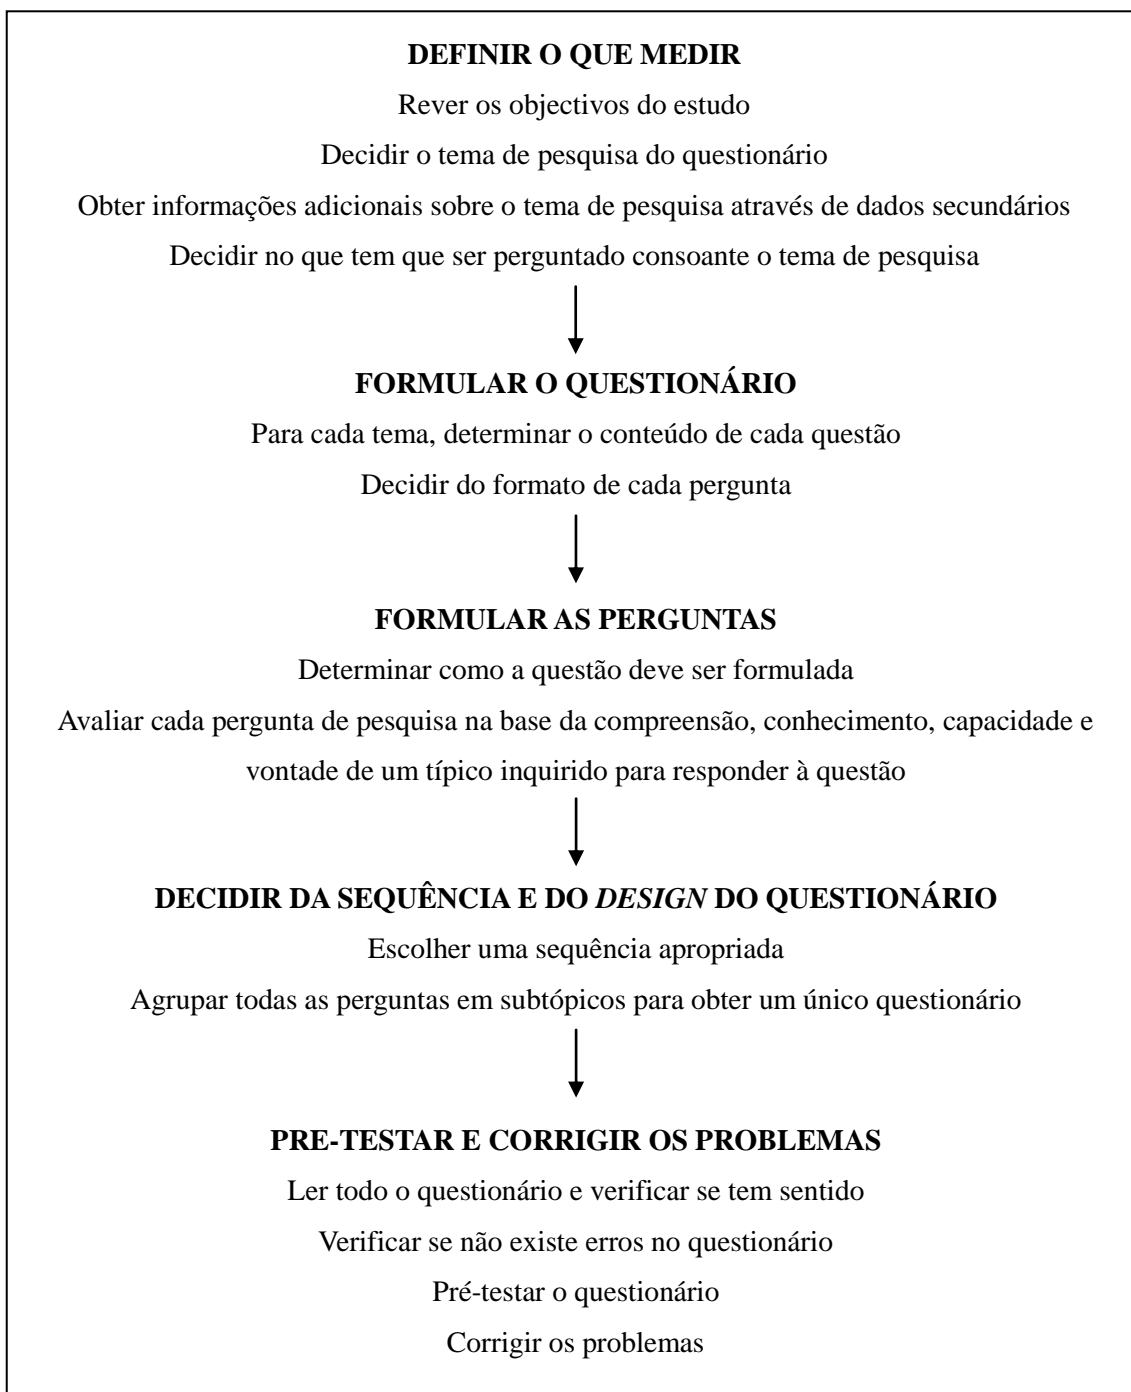 DEFINIR O QUE MEDIR
Rever os objectivos do estudo
Decidir o tema de pesquisa do questionário
Obter informações adicionais sobre o tema de pesquisa através de dados secundários
Decidir no que tem que ser perguntado consoante o tema de pesquisa
FORMULAR O QUESTIONÁRIO
Para cada tema, determinar o conteúdo de cada questão
Decidir do formato de cada pergunta
FORMULAR AS PERGUNTAS
Determinar como a questão deve ser formulada
Avaliar cada pergunta de pesquisa na base da compreensão, conhecimento, capacidade e
vontade de um típico inquirido para responder à questão
DECIDIR DA SEQUÊNCIA E DO DESIGN DO QUESTIONÁRIO
Escolher uma sequência apropriada
Agrupar todas as perguntas em subtópicos para obter um único questionário
PRE-TESTAR E CORRIGIR OS PROBLEMAS
Ler todo o questionário e verificar se tem sentido
Verificar se não existe erros no questionário
Pré-testar o questionário
Corrigir os problemas